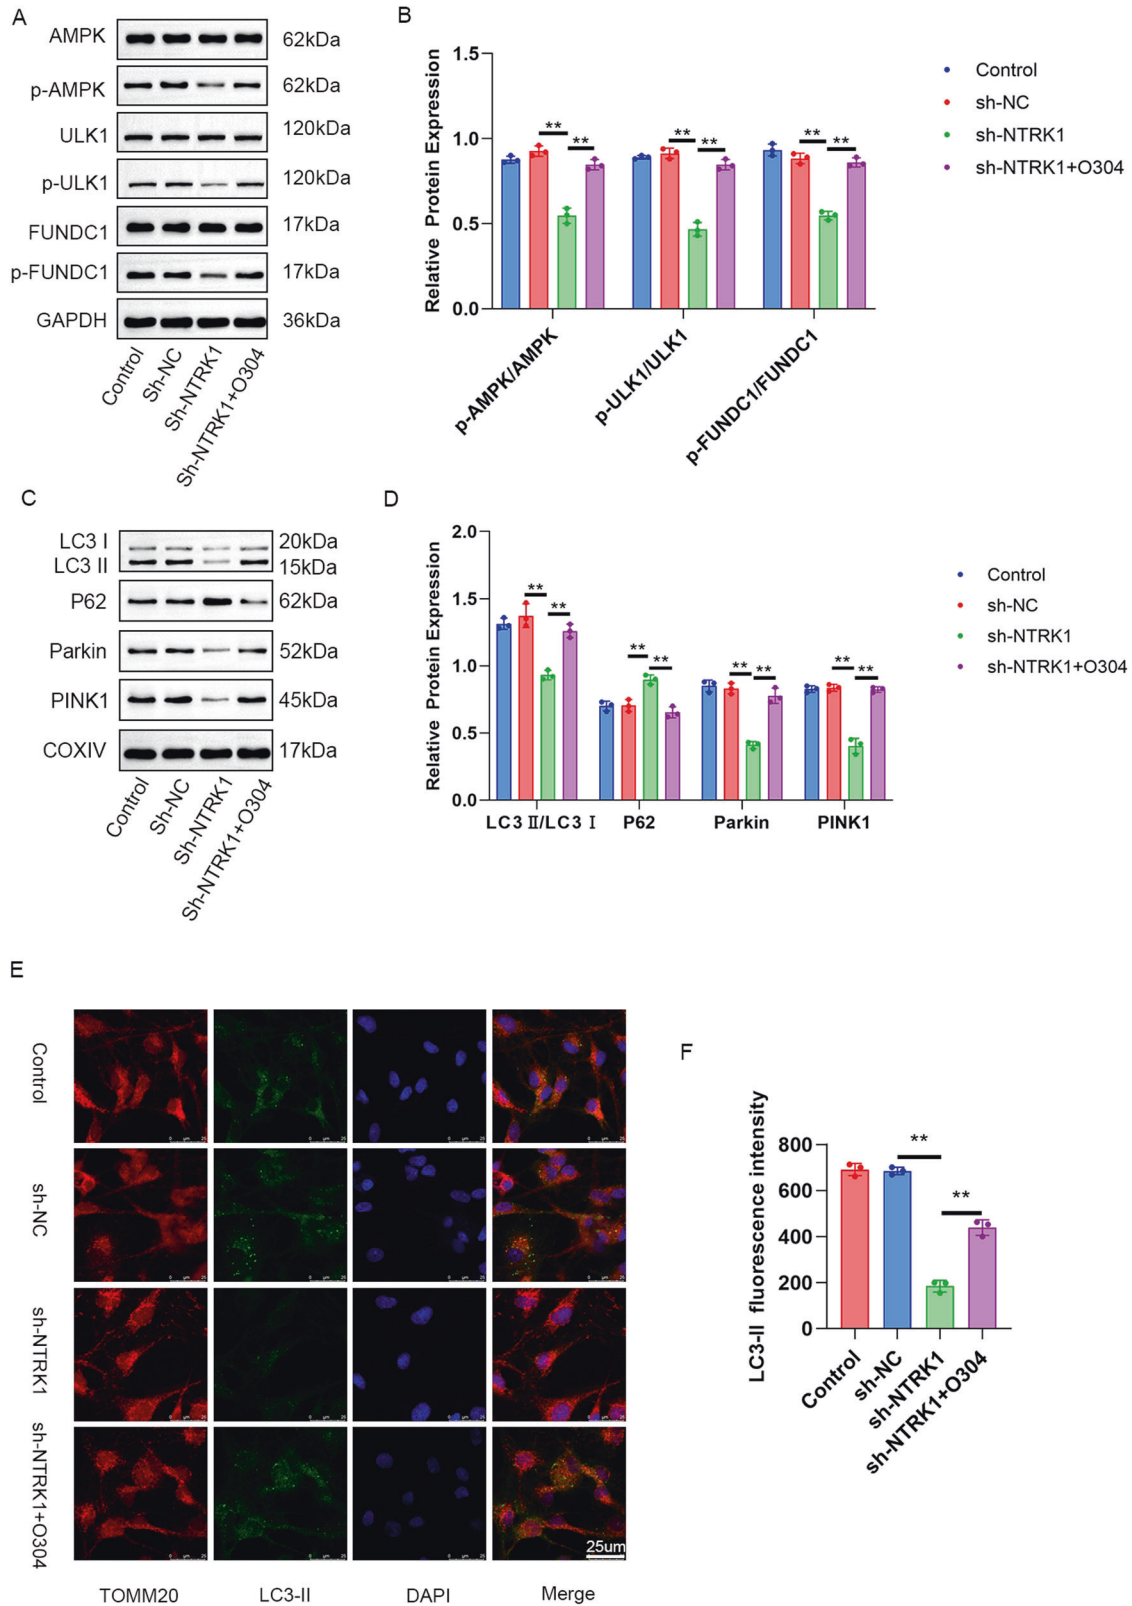 A
AMPK 62kDa
p-AMPK 62kDa
ULK1 120kDa
p-ULK1 120kDa
FUNDC1 17kDa
p-FUNDC1 17kDa
GAPDH 36kDa
Control
Sh-NC
Sh-NTRK1
Sh-NTRK1+O304
B
Relative Protein Expression
1.5
1.0
0.5
0.0
** ** ** ** ** **
p-AMPK/AMPK
p-ULK1/ULK1
p-FUNDC1/FUNDC1
Control
sh-NC
sh-NTRK1
sh-NTRK1+O304
C
LC3 I 20kDa
LC3 II 15kDa
P62 62kDa
Parkin 52kDa
PINK1 45kDa
COXIV 17kDa
Control
Sh-NC
Sh-NTRK1
Sh-NTRK1+O304
D
Relative Protein Expression
2.0
1.5
1.0
0.5
0.0
** ** ** ** ** ** ** **
LC3 Ⅱ/LC3 Ⅰ P62 Parkin PINK1
Control
sh-NC
sh-NTRK1
sh-NTRK1+O304
E
Control
sh-NC
sh-NTRK1
sh-NTRK1+O304
25um
TOMM20 LC3-II DAPI Merge
F
LC3-II fluorescence intensity
800
600
400
200
0
** **
Control
sh-NC
sh-NTRK1
sh-NTRK1+O304